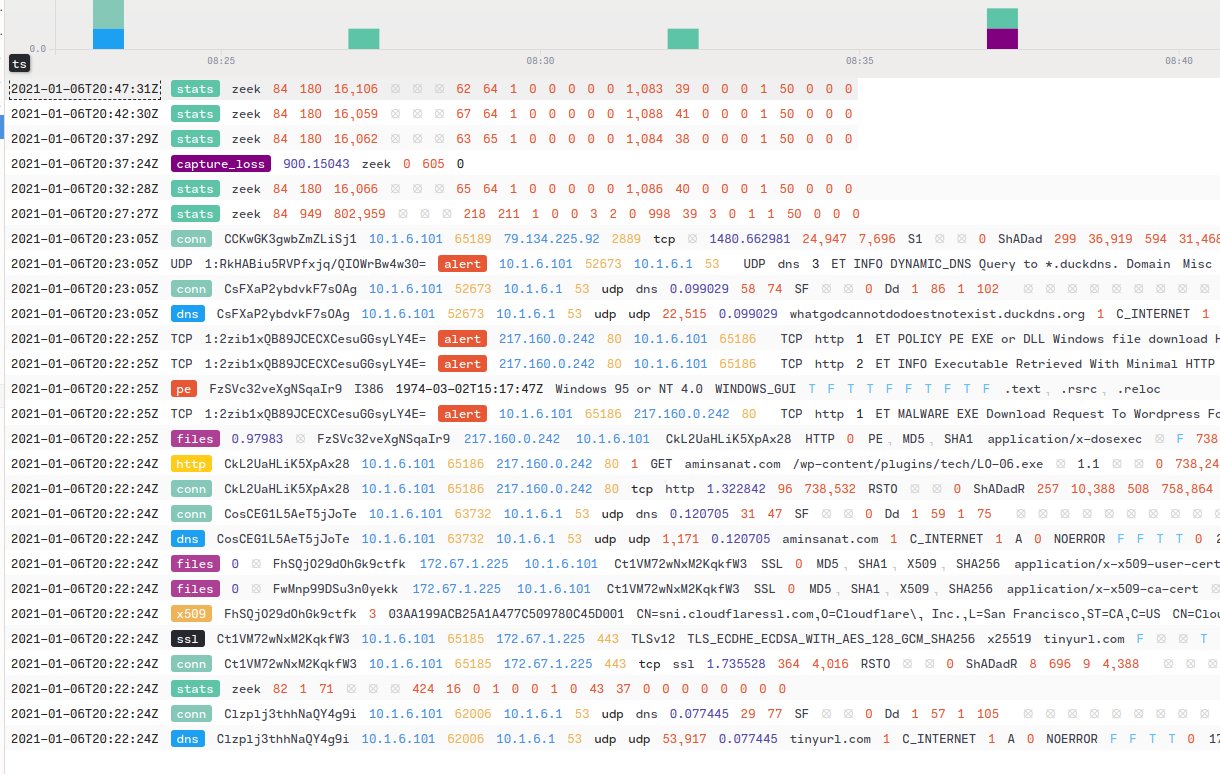 0.0
ts
08:25 08:30 08:35 08:40
2021-01-06T20:47:31Z stats zeek 84 180 16,106 62 64 1 0 0 0 0 0 1,083 39 0 0 0 1 50 0 0 0
2021-01-06T20:42:30Z stats zeek 84 180 16,059 67 64 1 0 0 0 0 0 1,088 41 0 0 0 1 50 0 0 0
2021-01-06T20:37:29Z stats zeek 84 180 16,062 63 65 1 0 0 0 0 0 1,084 38 0 0 0 1 50 0 0 0
2021-01-06T20:37:24Z capture_loss 900.15043 zeek 0 605 0
2021-01-06T20:32:28Z stats zeek 84 180 16,066 65 64 1 0 0 0 0 0 1,086 40 0 0 0 1 50 0 0 0
2021-01-06T20:27:27Z stats zeek 84 949 802,959 218 211 1 0 0 3 2 0 998 39 3 0 1 1 50 0 0 0
2021-01-06T20:23:05Z conn CCKwGK3gwbZmZLiSj1 10.1.6.101 65189 79.134.225.92 2889 tcp 1480.662981 24,947 7,696 S1 0 ShADad 299 36,919 594 31,468
2021-01-06T20:23:05Z UDP 1:RkHABiu5RVPfxjq/QIOWrBw4w30= alert 10.1.6.101 52673 10.1.6.1 53 UDP dns 3 ET INFO DYNAMIC_DNS Query to *.duckdns. Domain Misc
2021-01-06T20:23:05Z conn CsFXaP2ybdvkF7sOAg 10.1.6.101 52673 10.1.6.1 53 udp dns 0.099029 58 74 SF 0 Dd 1 86 1 102
2021-01-06T20:23:05Z dns CsFXaP2ybdvkF7sOAg 10.1.6.101 52673 10.1.6.1 53 udp udp 22,515 0.099029 whatgodcannotdodoestnotexist.duckdns.org 1 C_INTERNET 1
2021-01-06T20:22:25Z TCP 1:2zib1xQB89JCECXCesuGGsyLY4E= alert 217.160.0.242 80 10.1.6.101 65186 TCP http 1 ET POLICY PE EXE or DLL Windows file download H
2021-01-06T20:22:25Z TCP 1:2zib1xQB89JCECXCesuGGsyLY4E= alert 217.160.0.242 80 10.1.6.101 65186 TCP http 2 ET INFO Executable Retrieved With Minimal HTTP
2021-01-06T20:22:25Z pe FzSVc32veXgNSqaIr9 I386 1974-03-02T15:17:47Z Windows 95 or NT 4.0 WINDOWS_GUI T F T T F F T F T F .text, .rsrc, .reloc
2021-01-06T20:22:25Z TCP 1:2zib1xQB89JCECXCesuGGsyLY4E= alert 10.1.6.101 65186 217.160.0.242 80 TCP http 1 ET MALWARE EXE Download Request To Wordpress Fo
2021-01-06T20:22:25Z files 0.97983 FzSVc32veXgNSqaIr9 217.160.0.242 10.1.6.101 CkL2UaHLiK5XpAx28 HTTP 0 PE, MD5, SHA1 application/x-dosexec F 738
2021-01-06T20:22:24Z http CkL2UaHLiK5XpAx28 10.1.6.101 65186 217.160.0.242 80 1 GET aminsanat.com /wp-content/plugins/tech/LO-06.exe 1.1 0 738,24
2021-01-06T20:22:24Z conn CkL2UaHLiK5XpAx28 10.1.6.101 65186 217.160.0.242 80 tcp http 1.322842 96 738,532 RSTO 0 ShADadR 257 10,388 508 758,864
2021-01-06T20:22:24Z conn CosCEG1L5AeT5jJoTe 10.1.6.101 63732 10.1.6.1 53 udp dns 0.120705 31 47 SF 0 Dd 1 59 1 75
2021-01-06T20:22:24Z dns CosCEG1L5AeT5jJoTe 10.1.6.101 63732 10.1.6.1 53 udp udp 1,171 0.120705 aminsanat.com 1 C_INTERNET 1 A 0 NOERROR F F T T 0 2
2021-01-06T20:22:24Z files 0 FhSQjO29dOhGk9ctfk 172.67.1.225 10.1.6.101 Ct1VM72wNxM2KqkfW3 SSL 0 MD5, SHA1, X509, SHA256 application/x-x509-user-cert
2021-01-06T20:22:24Z files 0 FwMnp99DSu3n0yekk 172.67.1.225 10.1.6.101 Ct1VM72wNxM2KqkfW3 SSL 0 MD5, SHA1, X509, SHA256 application/x-x509-ca-cert
2021-01-06T20:22:24Z x509 FhSQjO29dOhGk9ctfk 3 03AA199ACB25A1A477C509780C45D001 CN=sni.cloudflaressl.com,O=Cloudflare\, Inc.,L=San Francisco,ST=CA,C=US CN=Clou
2021-01-06T20:22:24Z ssl Ct1VM72wNxM2KqkfW3 10.1.6.101 65185 172.67.1.225 443 TLSv12 TLS_ECDHE_ECDSA_WITH_AES_128_GCM_SHA256 x25519 tinyurl.com F T
2021-01-06T20:22:24Z conn Ct1VM72wNxM2KqkfW3 10.1.6.101 65185 172.67.1.225 443 tcp ssl 1.735528 364 4,016 RSTO 0 ShADadR 8 696 9 4,388
2021-01-06T20:22:24Z stats zeek 82 1 71 424 16 0 1 0 0 1 0 43 37 0 0 0 0 0 0 0 0
2021-01-06T20:22:24Z conn Clzplj3thhNaQY4g9i 10.1.6.101 62006 10.1.6.1 53 udp dns 0.077445 29 77 SF 0 Dd 1 57 1 105
2021-01-06T20:22:24Z dns Clzplj3thhNaQY4g9i 10.1.6.101 62006 10.1.6.1 53 udp udp 53,917 0.077445 tinyurl.com 1 C_INTERNET 1 A 0 NOERROR F F T T 0 17